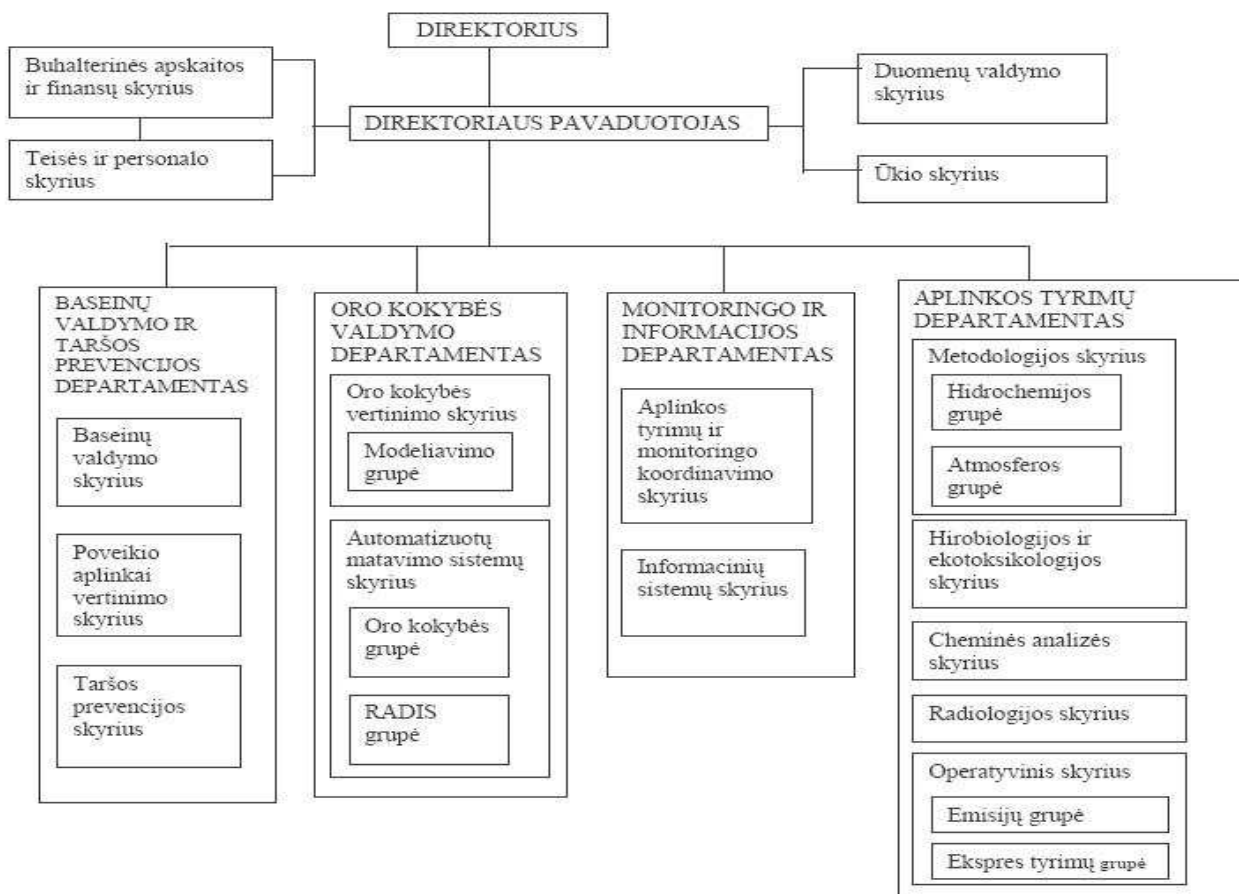 DIREKTORIUS
Buhalterinės apskaitos
ir finansų skyrius
Duomenų valdymo
skyrius
DIREKTORIAUS PAVADUOTOJAS
Teisės ir personalo
skyrius
Ūkio skyrius
BASEINŲ
VALDYMO IR
TARŠOS
PREVENCIJOS
DEPARTAMENTAS
Baseinų
valdymo
skyrius
Poveikio
aplinkai
vertinimo
skyrius
Taršos
prevencijos
skyrius
ORO KOKYBĖS
VALDYMO
DEPARTAMENTAS
Oro kokybės
vertinimo skyrius
Modeliavimo
grupė
Automatizuotų
matavimo sistemų
skyrius
Oro kokybės
grupė
RADIS
grupė
MONITORINGO IR
INFORMACIJOS
DEPARTAMENTAS
Aplinkos
tyrimų ir
monitoringo
koordinavimo
skyrius
Informacinių
sistemų skyrius
APLINKOS TYRIMŲ
DEPARTAMENTAS
Metodologijos skyrius
Hidrochemijos
grupė
Atmosferos
grupė
Hirobiologijos ir
ekotoksikologijos
skyrius
Cheminės analizės
skyrius
Radiologijos skyrius
Operatyvinis skyrius
Emisijų grupė
Ekspres tyrimų grupė